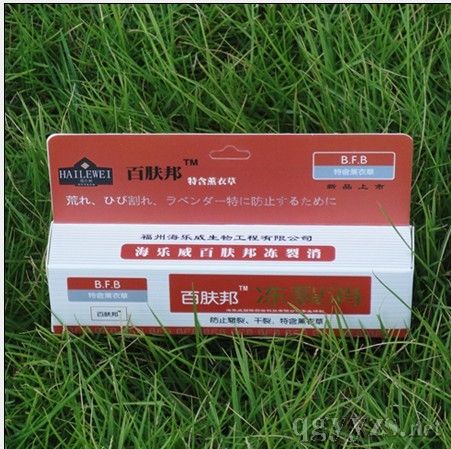 HAILEWEI
百肤邦™
特含薰衣草
B.F.B
特含薰衣草
新品上市
荒れ、ひび割れ、ラベンダー特に防止するために
福州海乐威生物工程有限公司
海乐威百肤邦冻裂消
B.F.B
特含薰衣草
百肤邦
百肤邦™ 冻裂消
防止皲裂、干裂，特含薰衣草
qgyyzs.net